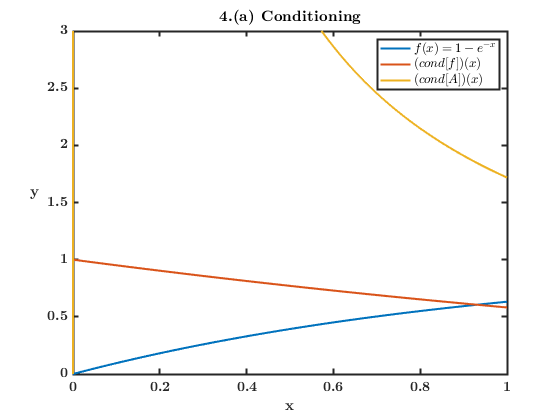 4.(a) Conditioning
3
2.5
2
1.5
1
0.5
0
y
f(x) = 1 − e^{−x}
(cond[f])(x)
(cond[A])(x)
0 0.2 0.4 0.6 0.8 1
x